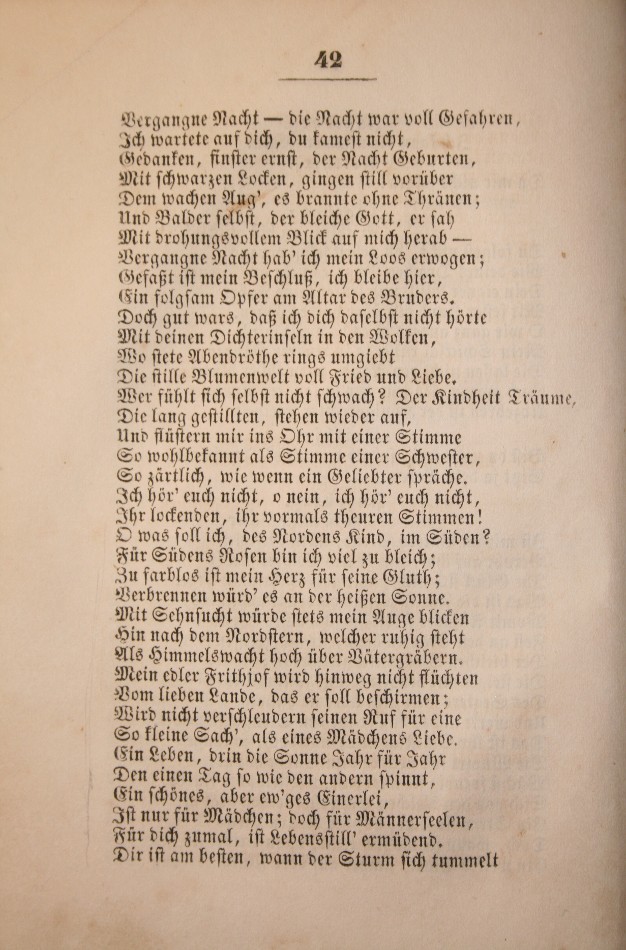 42
Vergangne Nacht — die Nacht war voll Gefahren,
Ich wartete auf dich, du kamest nicht,
Gedanken, finster ernst, der Nacht Geburten,
Mit schwarzen Locken, gingen still vorüber
Dem wachen Aug', es brannte ohne Thränen;
Und Balder selbst, der bleiche Gott, er sah
Mit drohungsvollem Blick auf mich herab —
Vergangne Nacht hab' ich mein Loos erwogen;
Gefaßt ist mein Beschluß, ich bleibe hier,
Ein folgsam Opfer am Altar des Bruders.
Doch gut wars, daß ich dich daselbst nicht hörte
Mit deinen Dichterinseln in den Wolken,
Wo stete Abendröthe rings umgiebt
Die stille Blumenwelt voll Fried und Liebe.
Wer fühlt sich selbst nicht schwach? Der Kindheit Träume,
Die lang gestillten, stehen wieder auf,
Und flüstern mir ins Ohr mit einer Stimme
So wohlbekannt als Stimme einer Schwester,
So zärtlich, wie wenn ein Geliebter spräche.
Ich hör' euch nicht, o nein, ich hör' euch nicht,
Ihr lockenden, ihr vormals theuren Stimmen!
O was soll ich, des Nordens Kind, im Süden?
Für Südens Rosen bin ich viel zu bleich;
Zu farblos ist mein Herz für seine Gluth;
Verbrennen würd' es an der heißen Sonne.
Mit Sehnsucht würde stets mein Auge blicken
Hin nach dem Nordstern, welcher ruhig steht
Als Himmelswacht hoch über Vätergräbern.
Mein edler Frithjof wird hinweg nicht flüchten
Vom lieben Lande, das er soll beschirmen;
Wird nicht verschleudern seinen Ruf für eine
So kleine Sach', als eines Mädchens Liebe.
Ein Leben, drin die Sonne Jahr für Jahr
Den einen Tag so wie den andern spinnt,
Ein schönes, aber ew'ges Einerlei,
Ist nur für Mädchen; doch für Männerseelen,
Für dich zumal, ist Lebensstill' ermüdend.
Dir ist am besten, wann der Sturm sich tummelt